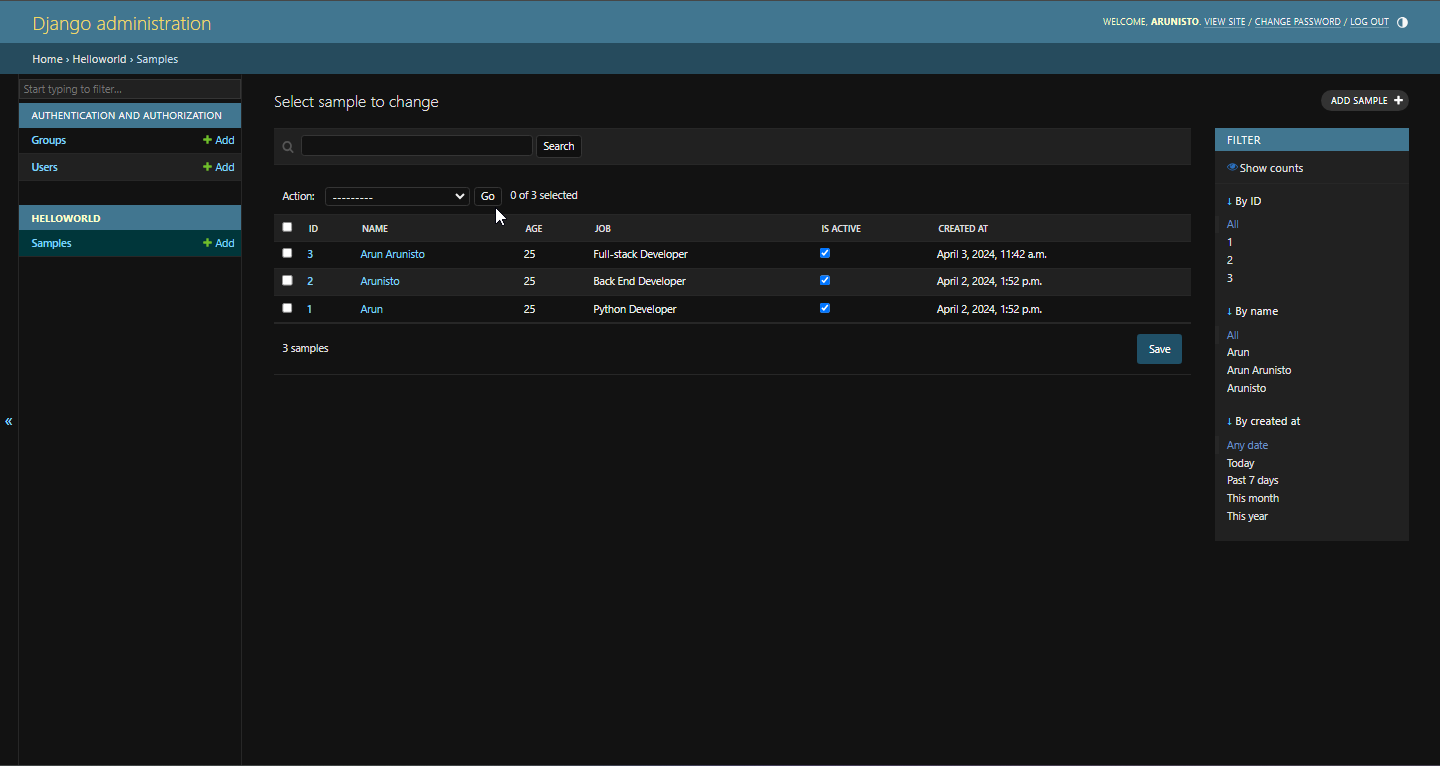 Django administration
WELCOME, ARUNISTO. VIEW SITE / CHANGE PASSWORD / LOG OUT
Home › Helloworld › Samples
Start typing to filter...
AUTHENTICATION AND AUTHORIZATION
Groups + Add
Users + Add
HELLOWORLD
Samples + Add
«
Select sample to change
ADD SAMPLE +
Search
Action: --------- Go 0 of 3 selected
ID NAME AGE JOB IS ACTIVE CREATED AT
3 Arun Arunisto 25 Full-stack Developer April 3, 2024, 11:42 a.m.
2 Arunisto 25 Back End Developer April 2, 2024, 1:52 p.m.
1 Arun 25 Python Developer April 2, 2024, 1:52 p.m.
3 samples
Save
FILTER
Show counts
↓ By ID
All
1
2
3
↓ By name
All
Arun
Arun Arunisto
Arunisto
↓ By created at
Any date
Today
Past 7 days
This month
This year